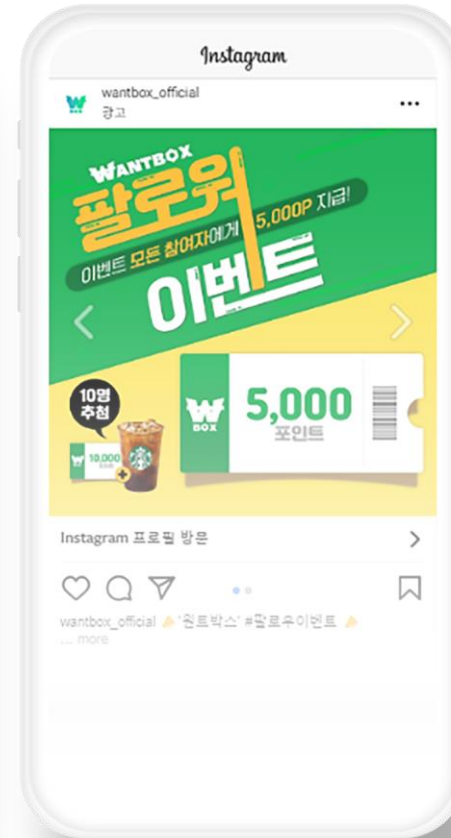 Instagram
wantbox_official
광고
WANTBOX
팔로워
이벤트 모든 참여자에게 5,000P 지급!
이벤트
10명
추첨
W
BOX
5,000
포인트
10,000
Instagram 프로필 방문
wantbox_official '원트박스' #팔로우이벤트
... more